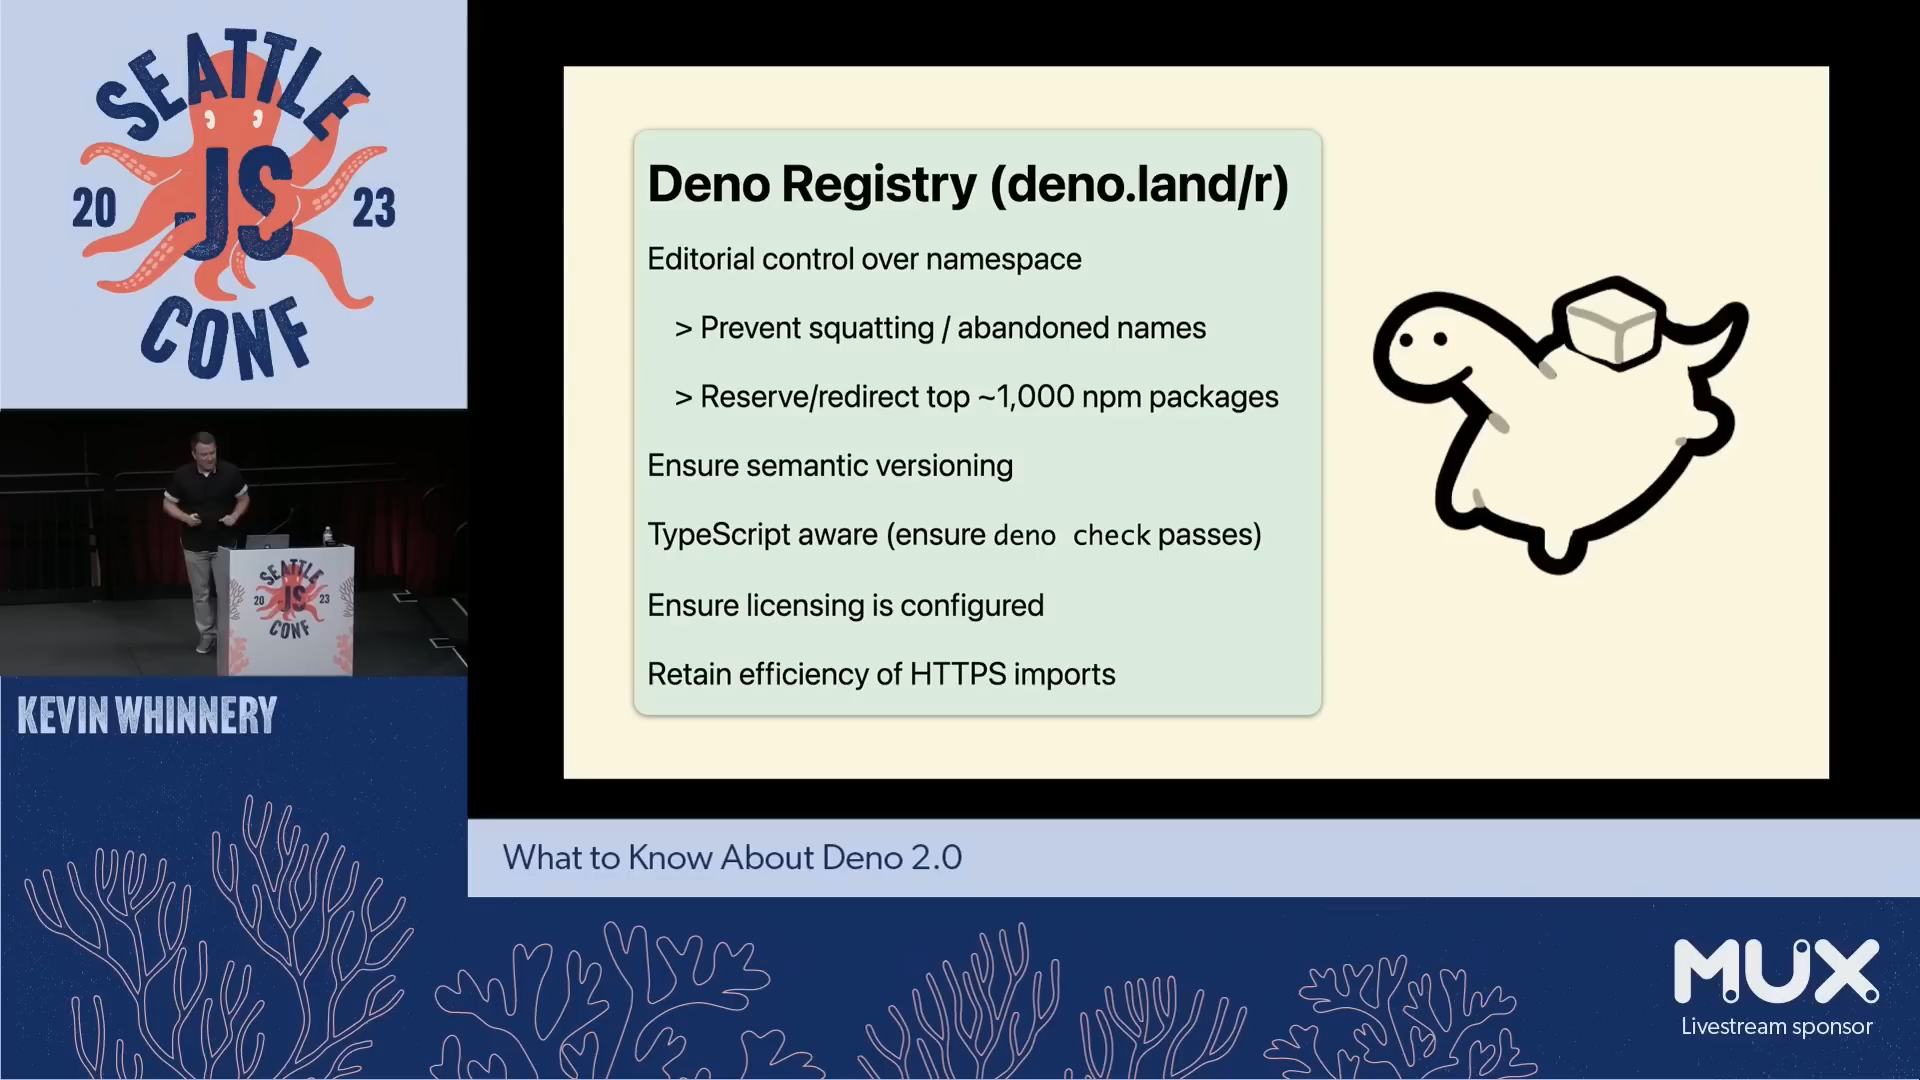 SEATTLE
JS
20 23
CONF
SEATTLE
JS
20 23
CONF
KEVIN WHINNERY
Deno Registry (deno.land/r)
Editorial control over namespace
> Prevent squatting / abandoned names
> Reserve/redirect top ~1,000 npm packages
Ensure semantic versioning
TypeScript aware (ensure deno check passes)
Ensure licensing is configured
Retain efficiency of HTTPS imports
What to Know About Deno 2.0
MUX
Livestream sponsor